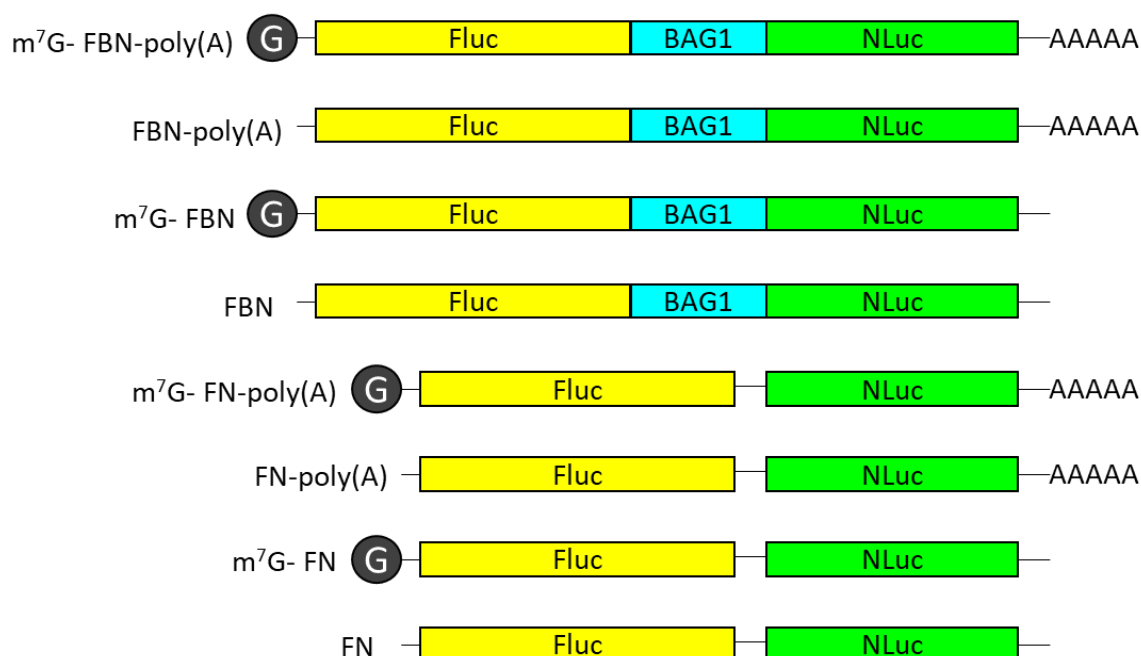 m⁷G- FBN-poly(A) G Fluc BAG1 NLuc AAAAA
FBN-poly(A) Fluc BAG1 NLuc AAAAA
m⁷G- FBN G Fluc BAG1 NLuc
FBN Fluc BAG1 NLuc
m⁷G- FN-poly(A) G Fluc NLuc AAAAA
FN-poly(A) Fluc NLuc AAAAA
m⁷G- FN G Fluc NLuc
FN Fluc NLuc